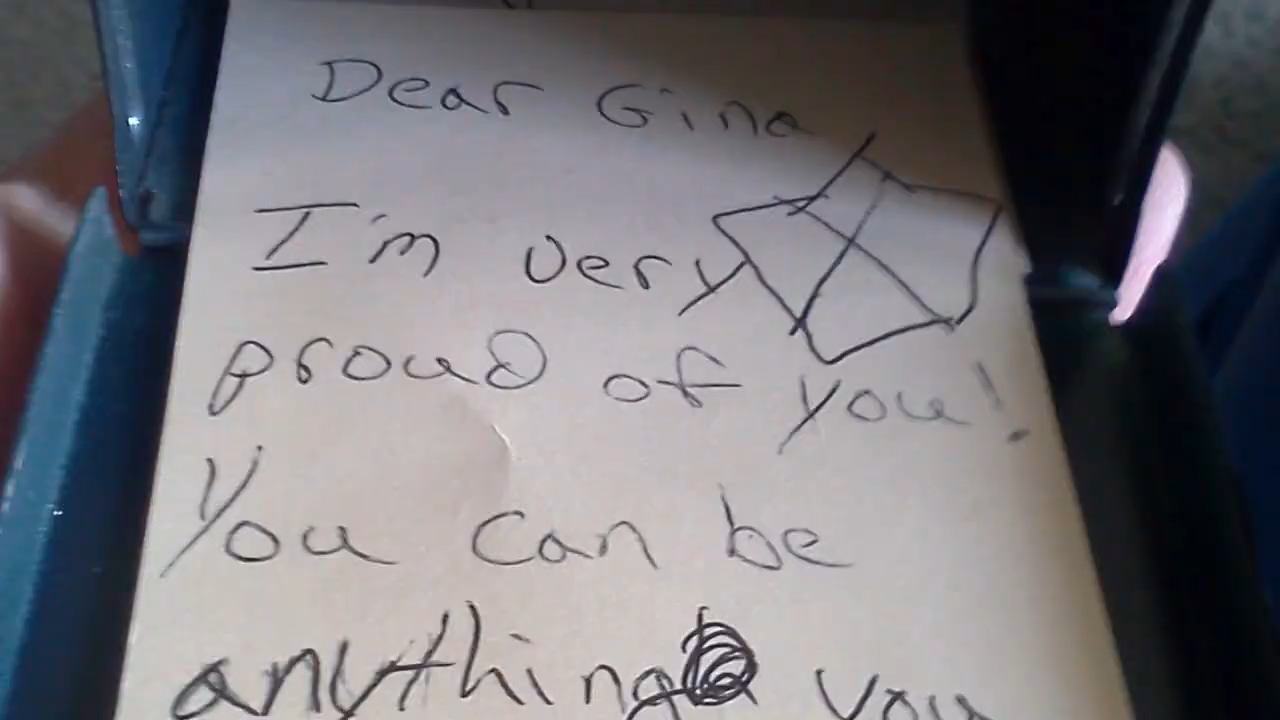 Dear Gina
I'm very
proud of you!
You can be
anything you